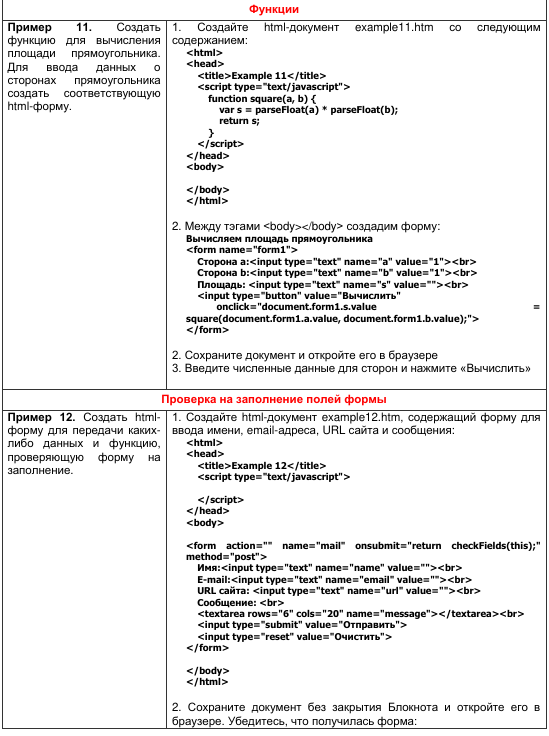 Функции
Пример 11. Создать
функцию для вычисления
площади прямоугольника.
Для ввода данных о
сторонах прямоугольника
создать соответствующую
html-форму.
1. Создайте html-документ example11.htm со следующим
содержанием:
<html>
<head>
<title>Example 11</title>
<script type="text/javascript">
function square(a, b) {
var s = parseFloat(a) * parseFloat(b);
return s;
}
</script>
</head>
<body>
</body>
</html>
2. Между тэгами <body></body> создадим форму:
Вычисляем площадь прямоугольника
<form name="form1">
Сторона a:<input type="text" name="a" value="1"><br>
Сторона b:<input type="text" name="b" value="1"><br>
Площадь: <input type="text" name="s" value=""><br>
<input type="button" value="Вычислить"
onclick="document.form1.s.value =
square(document.form1.a.value, document.form1.b.value);">
</form>
2. Сохраните документ и откройте его в браузере
3. Введите численные данные для сторон и нажмите «Вычислить»
Проверка на заполнение полей формы
Пример 12. Создать html-
форму для передачи каких-
либо данных и функцию,
проверяющую форму на
заполнение.
1. Создайте html-документ example12.htm, содержащий форму для
ввода имени, email-адреса, URL сайта и сообщения:
<html>
<head>
<title>Example 12</title>
<script type="text/javascript">
</script>
</head>
<body>
<form action="" name="mail" onsubmit="return checkFields(this);"
method="post">
Имя:<input type="text" name="name" value=""><br>
E-mail:<input type="text" name="email" value=""><br>
URL сайта: <input type="text" name="url" value=""><br>
Сообщение: <br>
<textarea rows="6" cols="20" name="message"></textarea><br>
<input type="submit" value="Отправить">
<input type="reset" value="Очистить">
</form>
</body>
</html>
2. Сохраните документ без закрытия Блокнота и откройте его в
браузере. Убедитесь, что получилась форма: